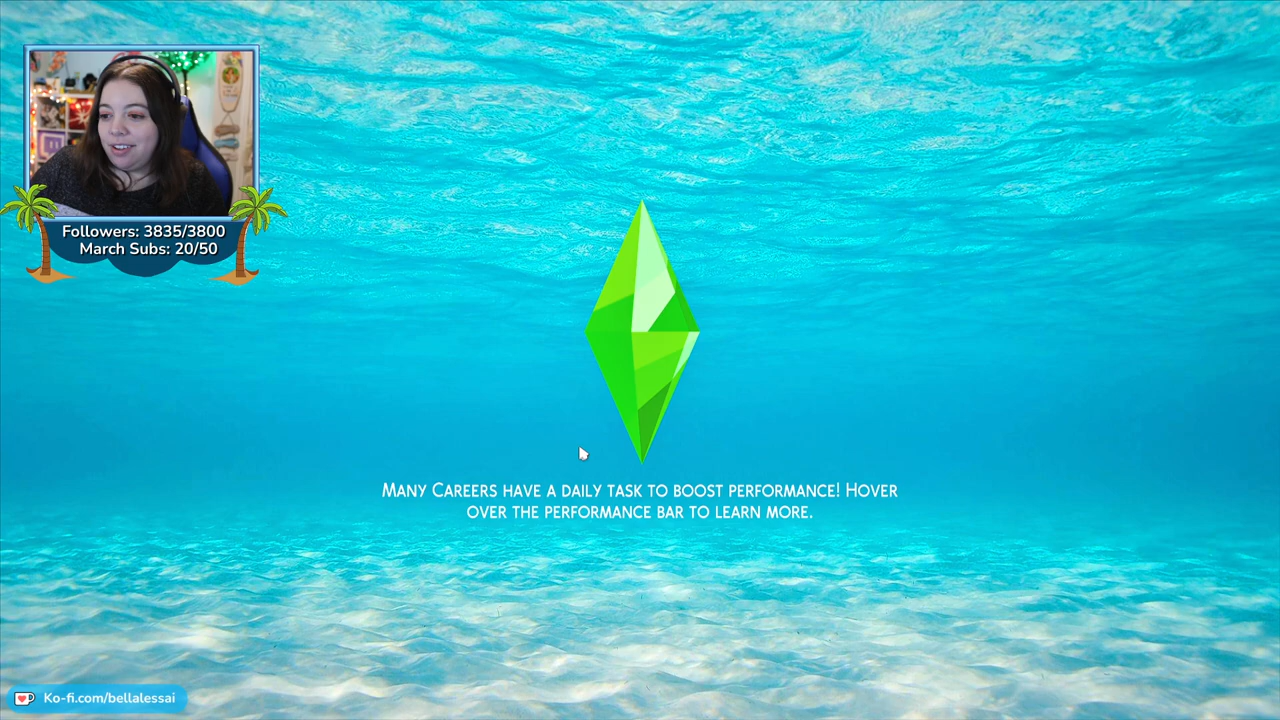 Followers: 3835/3800
March Subs: 20/50
MANY CAREERS HAVE A DAILY TASK TO BOOST PERFORMANCE! HOVER
OVER THE PERFORMANCE BAR TO LEARN MORE.
Ko-fi.com/bellalessai